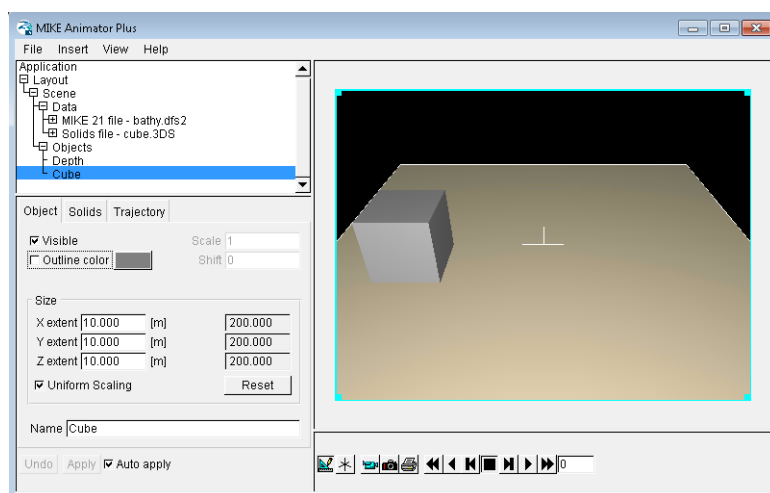 MIKE Animator Plus
File Insert View Help
Application
Layout
Scene
Data
MIKE 21 file - bathy.dfs2
Solids file - cube.3DS
Objects
Depth
Cube
Object Solids Trajectory
Visible Scale 1
Outline color Shift 0
Size
X extent 10.000 [m] 200.000
Y extent 10.000 [m] 200.000
Z extent 10.000 [m] 200.000
Uniform Scaling Reset
Name Cube
Undo Apply Auto apply 0